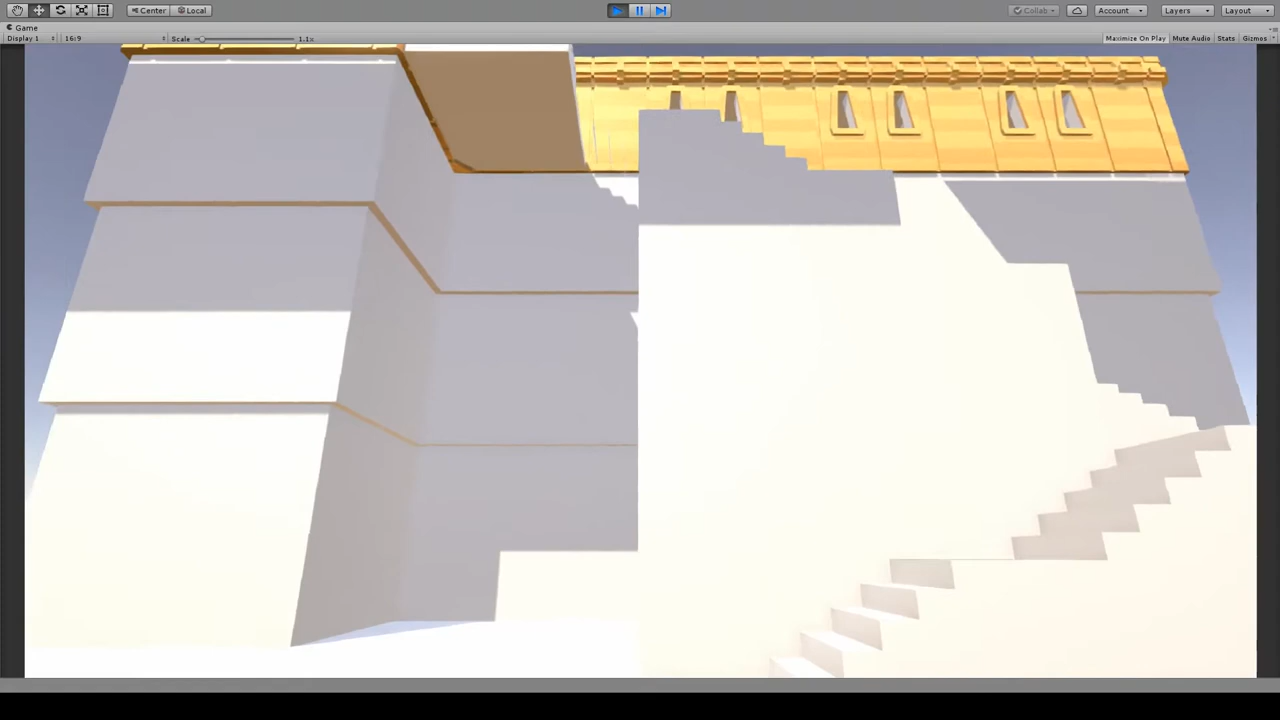 Center Local Collab Account Layers Layout
Game
Display 1 16:9 Scale 1.1x Maximize On Play Mute Audio Stats Gizmos